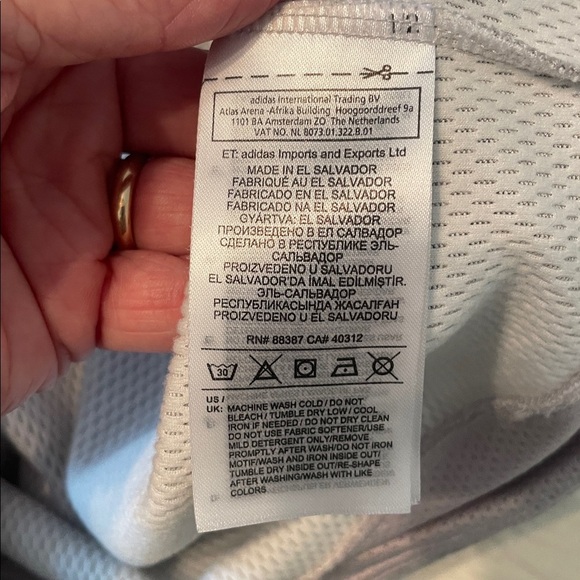 12
adidas International Trading BV
Atlas Arena -Afrika Building Hoogoorddreef 9a
1101 BA Amsterdam ZO The Netherlands
VAT NO. NL 8073.01.322.B.01
ET: adidas Imports and Exports Ltd
MADE IN EL SALVADOR
FABRIQUÉ AU EL SALVADOR
FABRICADO EN EL SALVADOR
FABRICADO NA EL SALVADOR
GYÁRTVA: EL SALVADOR
ПРОИЗВЕДЕНО В ЕЛ САЛВАДОР
СДЕЛАНО В РЕСПУБЛИКЕ ЭЛЬ-
САЛЬВАДОР
PROIZVEDENO U SALVADORU
EL SALVADOR'DA İMAL EDİLMİŞTİR.
ЭЛЬ-САЛЬВАДОР
РЕСПУБЛИКАСЫНДА ЖАСАЛҒАН
PROIZVEDENO U EL SALVADORU
RN# 88387 CA# 40312
30
US /
UK: MACHINE WASH COLD / DO NOT
BLEACH / TUMBLE DRY LOW / COOL
IRON IF NEEDED / DO NOT DRY CLEAN
DO NOT USE FABRIC SOFTENER/USE
MILD DETERGENT ONLY/REMOVE
PROMPTLY AFTER WASH/DO NOT IRON
MOTIF/WASH AND IRON INSIDE OUT/
TUMBLE DRY INSIDE OUT/RE-SHAPE
AFTER WASHING/WASH WITH LIKE
COLORS.